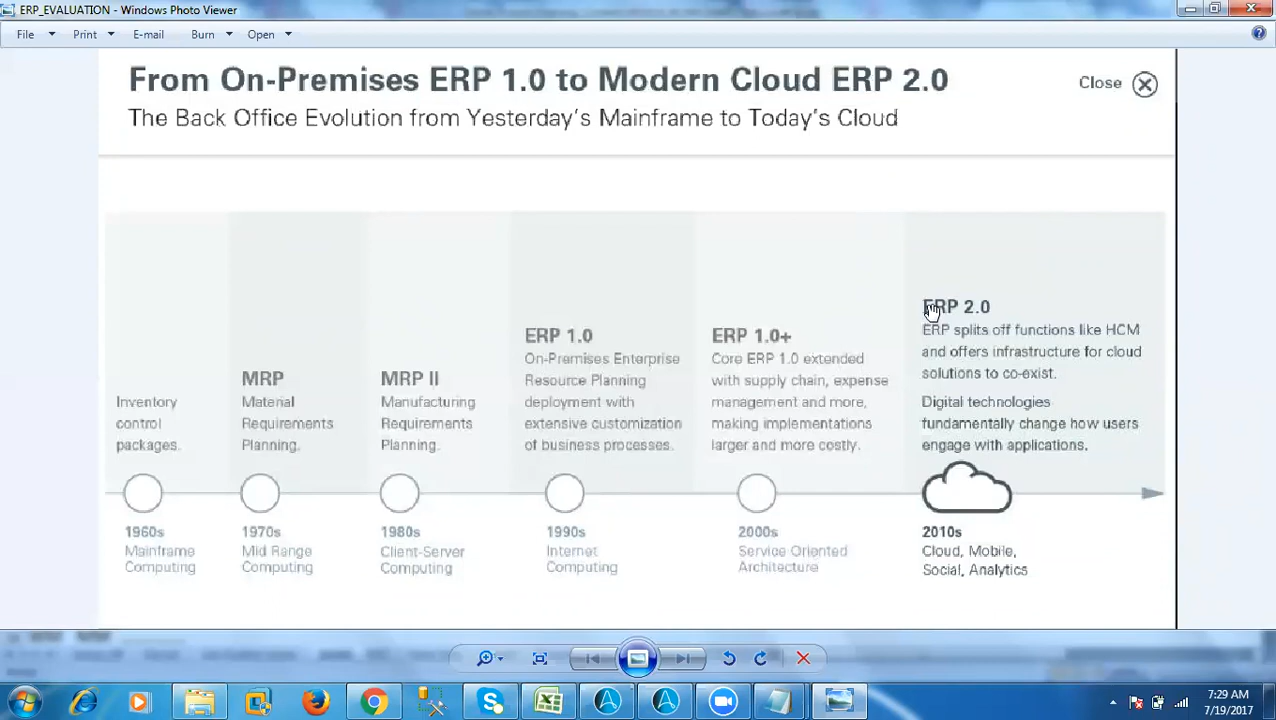 ERP_EVALUATION - Windows Photo Viewer
File Print E-mail Burn Open
From On-Premises ERP 1.0 to Modern Cloud ERP 2.0
Close
The Back Office Evolution from Yesterday's Mainframe to Today's Cloud
Inventory
control
packages.
MRP
Material
Requirements
Planning.
MRP II
Manufacturing
Requirements
Planning.
ERP 1.0
On-Premises Enterprise
Resource Planning
deployment with
extensive customization
of business processes.
ERP 1.0+
Core ERP 1.0 extended
with supply chain, expense
management and more,
making implementations
larger and more costly.
ERP 2.0
ERP splits off functions like HCM
and offers infrastructure for cloud
solutions to co-exist.
Digital technologies
fundamentally change how users
engage with applications.
1960s
Mainframe
Computing
1970s
Mid Range
Computing
1980s
Client-Server
Computing
1990s
Internet
Computing
2000s
Service Oriented
Architecture
2010s
Cloud, Mobile,
Social, Analytics
7:29 AM
7/19/2017